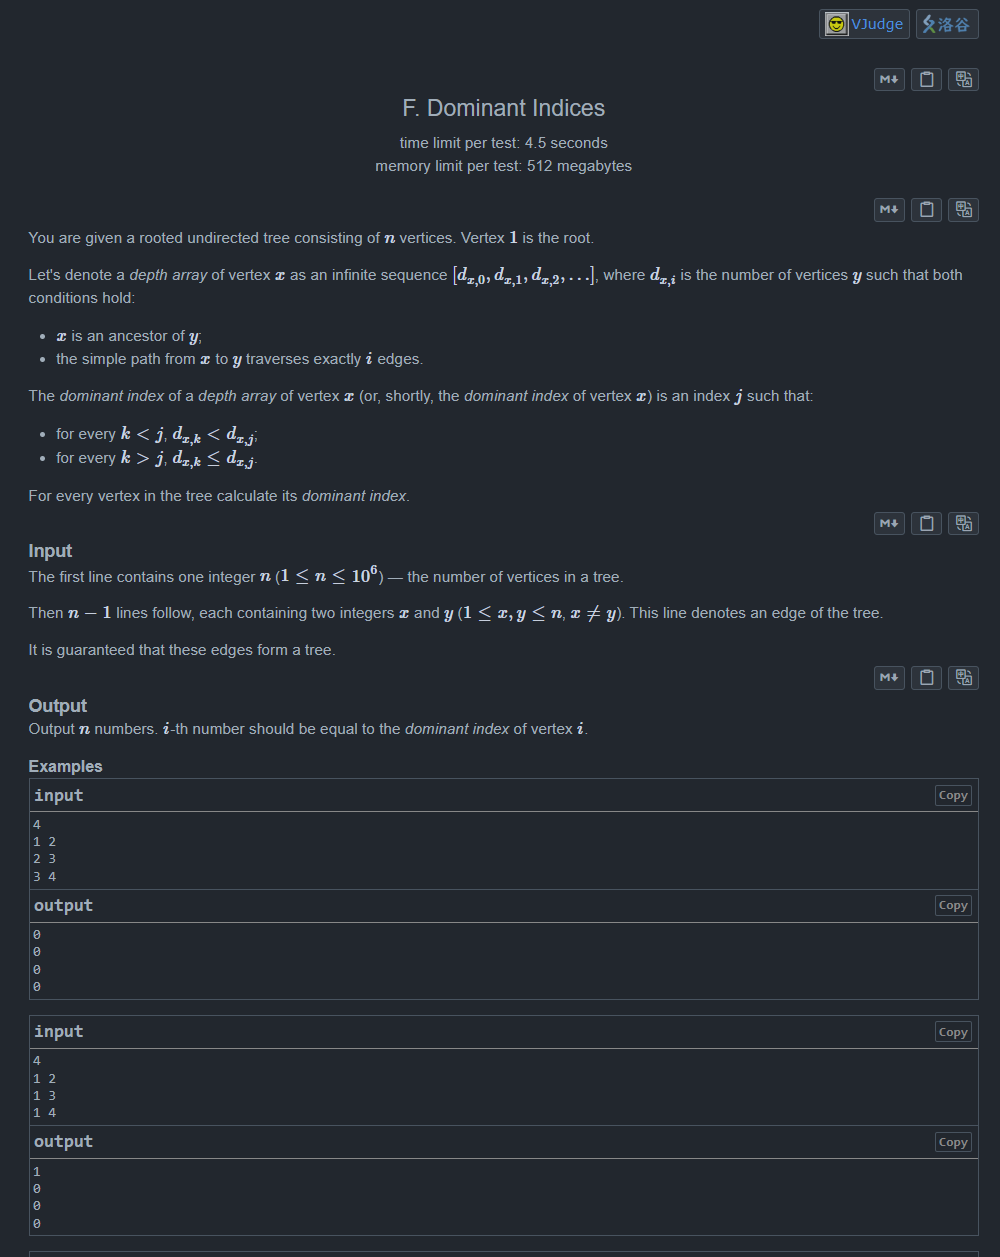 VJudge 洛谷
M↓
F. Dominant Indices
time limit per test: 4.5 seconds
memory limit per test: 512 megabytes
M↓
You are given a rooted undirected tree consisting of n vertices. Vertex 1 is the root.
Let's denote a depth array of vertex x as an infinite sequence [d_{x,0}, d_{x,1}, d_{x,2}, …], where d_{x,i} is the number of vertices y such that both
conditions hold:
• x is an ancestor of y;
• the simple path from x to y traverses exactly i edges.
The dominant index of a depth array of vertex x (or, shortly, the dominant index of vertex x) is an index j such that:
• for every k < j, d_{x,k} < d_{x,j};
• for every k > j, d_{x,k} ≤ d_{x,j}.
For every vertex in the tree calculate its dominant index.
M↓
Input
The first line contains one integer n (1 ≤ n ≤ 10^6) — the number of vertices in a tree.
Then n − 1 lines follow, each containing two integers x and y (1 ≤ x, y ≤ n, x ≠ y). This line denotes an edge of the tree.
It is guaranteed that these edges form a tree.
M↓
Output
Output n numbers. i-th number should be equal to the dominant index of vertex i.
Examples
input Copy
4
1 2
2 3
3 4
output Copy
0
0
0
0
input Copy
4
1 2
1 3
1 4
output Copy
1
0
0
0